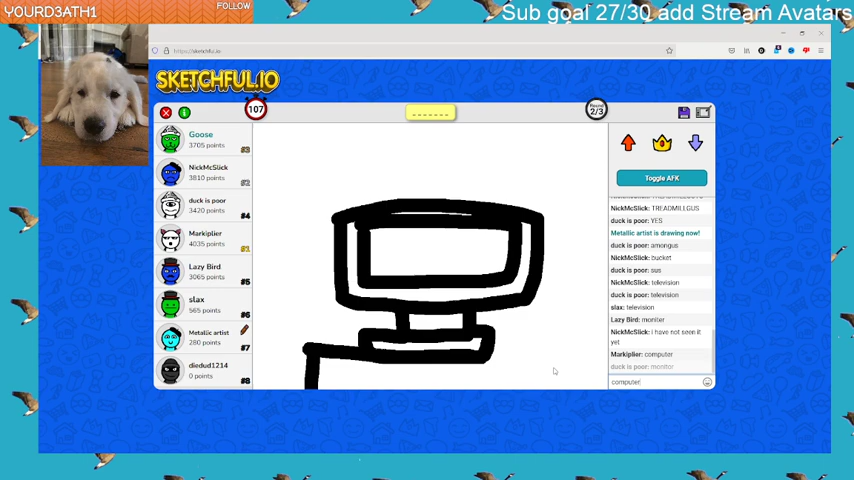 YOURD3ATH1
FOLLOW
Sub goal 27/30 add Stream Avatars
https://sketchful.io
SKETCHFUL.IO
107
_ _ _ _ _ _ _
Round
2/3
Goose
3705 points
#3
NickMcSlick
3810 points
#2
duck is poor
3420 points
#4
Markiplier
4035 points
#1
Lazy Bird
3065 points
#5
slax
565 points
#6
Metallic artist
280 points
#7
diedud1214
0 points
#8
Toggle AFK
NickMcSlick: TREADMILLGUS
duck is poor: YES
Metallic artist is drawing now!
duck is poor: amongus
NickMcSlick: bucket
duck is poor: sus
NickMcSlick: television
duck is poor: television
slax: television
Lazy Bird: moniter
NickMcSlick: i have not seen it
yet
Markiplier: computer
duck is poor: monitor
computer